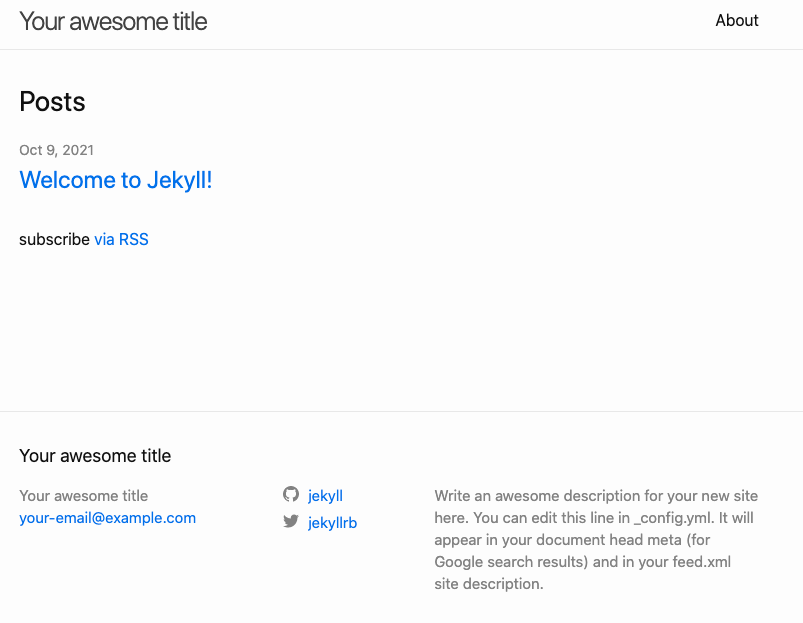 Your awesome title
About
Posts
Oct 9, 2021
Welcome to Jekyll!
subscribe via RSS
Your awesome title
Your awesome title
your-email@example.com
jekyll
jekyllrb
Write an awesome description for your new site
here. You can edit this line in _config.yml. It will
appear in your document head meta (for
Google search results) and in your feed.xml
site description.